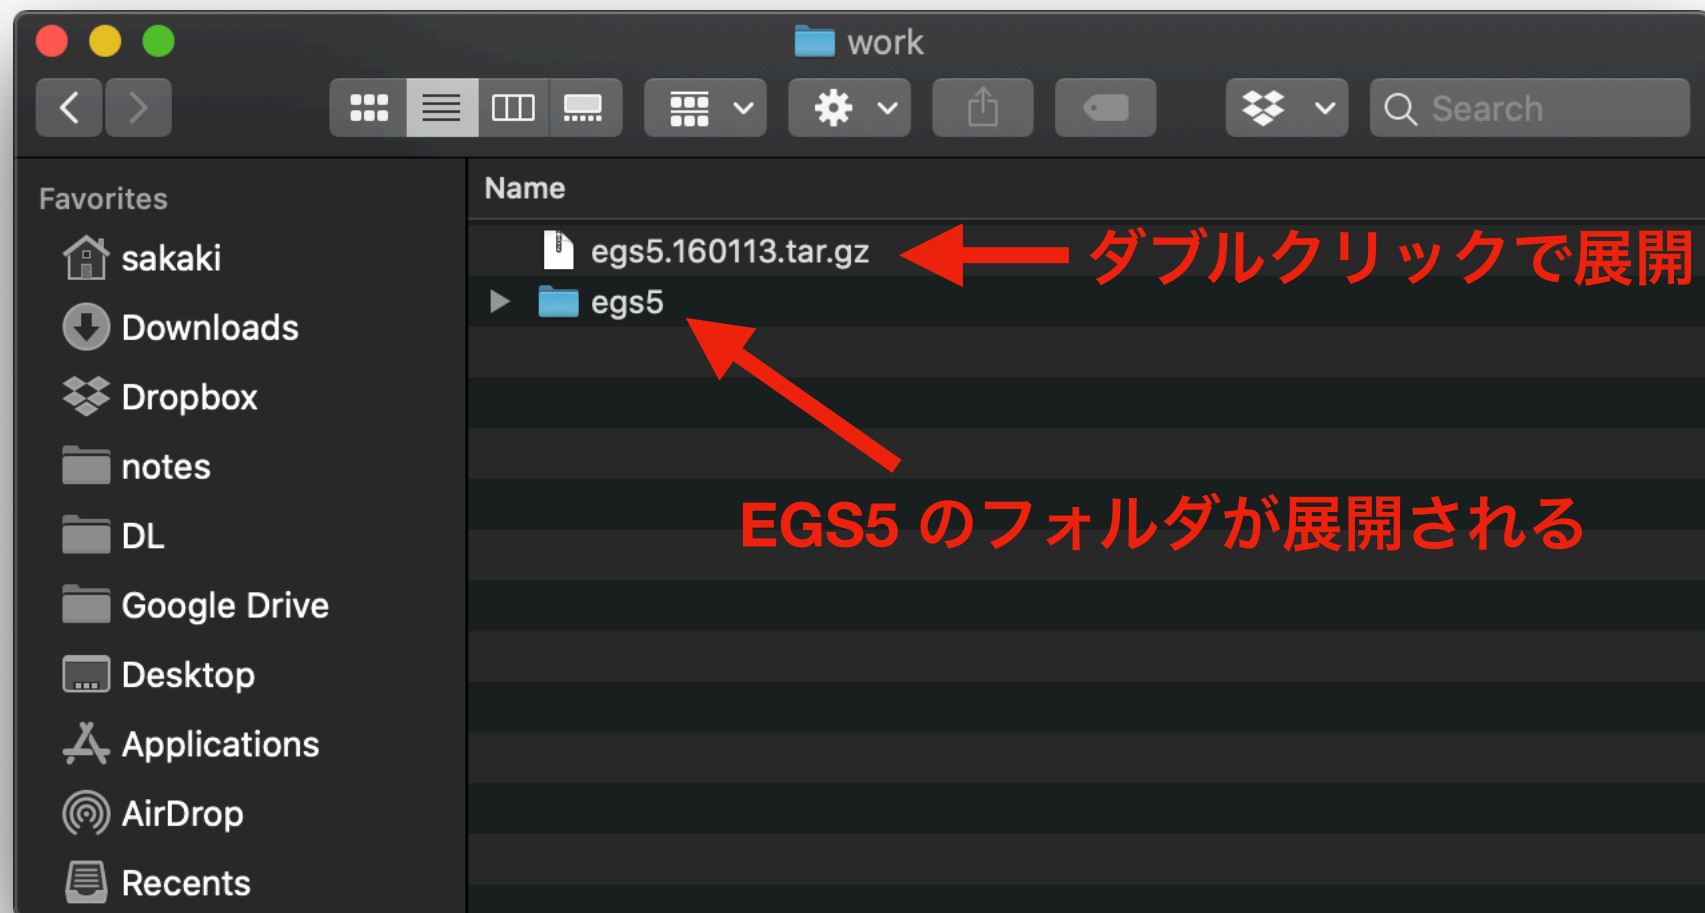 work
Search
Favorites
sakaki
Downloads
Dropbox
notes
DL
Google Drive
Desktop
Applications
AirDrop
Recents
Name
egs5.160113.tar.gz
ダブルクリックで展開
egs5
EGS5 のフォルダが展開される